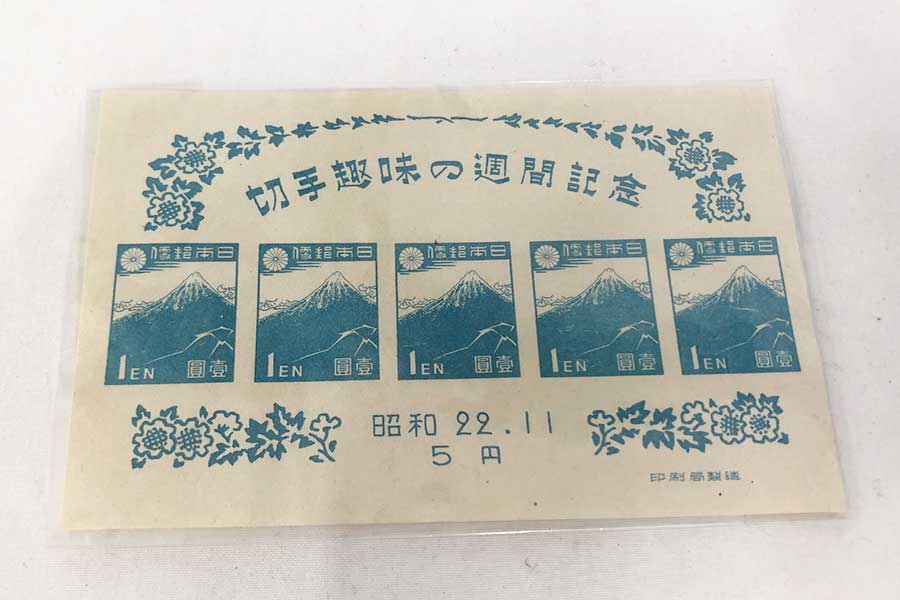 切手趣味の週間記念
便郵本日 便郵本日 便郵本日 便郵本日 便郵本日
1EN 圓壹 1EN 圓壹 1EN 圓壹 1EN 圓壹 1EN 圓壹
昭和 22.11
5 円
印刷局製造